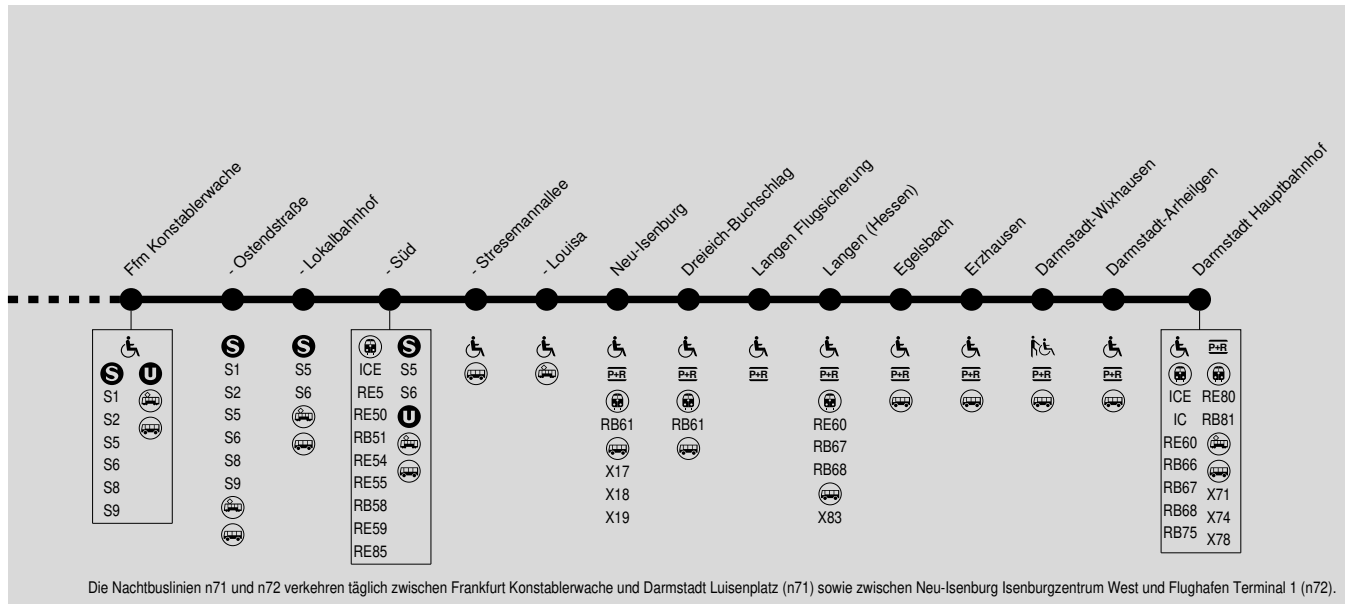 Ffm Konstablerwache
- Ostendstraße
- Lokalbahnhof
- Süd
- Stresemannallee
- Louisa
Neu-Isenburg
Dreieich-Buchschlag
Langen Flugsicherung
Langen (Hessen)
Egelsbach
Erzhausen
Darmstadt-Wixhausen
Darmstadt-Arheilgen
Darmstadt Hauptbahnhof
S U
S1
S2
S5
S6
S8
S9
S
S1
S2
S5
S6
S8
S9
S
S5
S6
S
ICE S5
RE5 S6
RE50 U
RB51
RE54
RE55
RB58
RE59
RE85
P+R
RB61
X17
X18
X19
P+R
RB61
P+R
P+R
RE60
RB67
RB68
X83
P+R
P+R
P+R
P+R
P+R
ICE RE80
IC RB81
RE60
RB66
RB67 X71
RB68 X74
RB75 X78
Die Nachtbuslinien n71 und n72 verkehren täglich zwischen Frankfurt Konstablerwache und Darmstadt Luisenplatz (n71) sowie zwischen Neu-Isenburg Isenburgzentrum West und Flughafen Terminal 1 (n72).